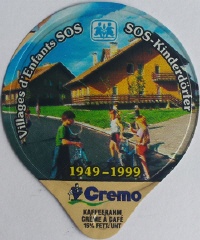 Villages d'Enfants SOS
SOS-Kinderdörfer
1949-1999
Cremo
KAFFEERAHM
CRÈME À CAFÉ
15% FETT/MG